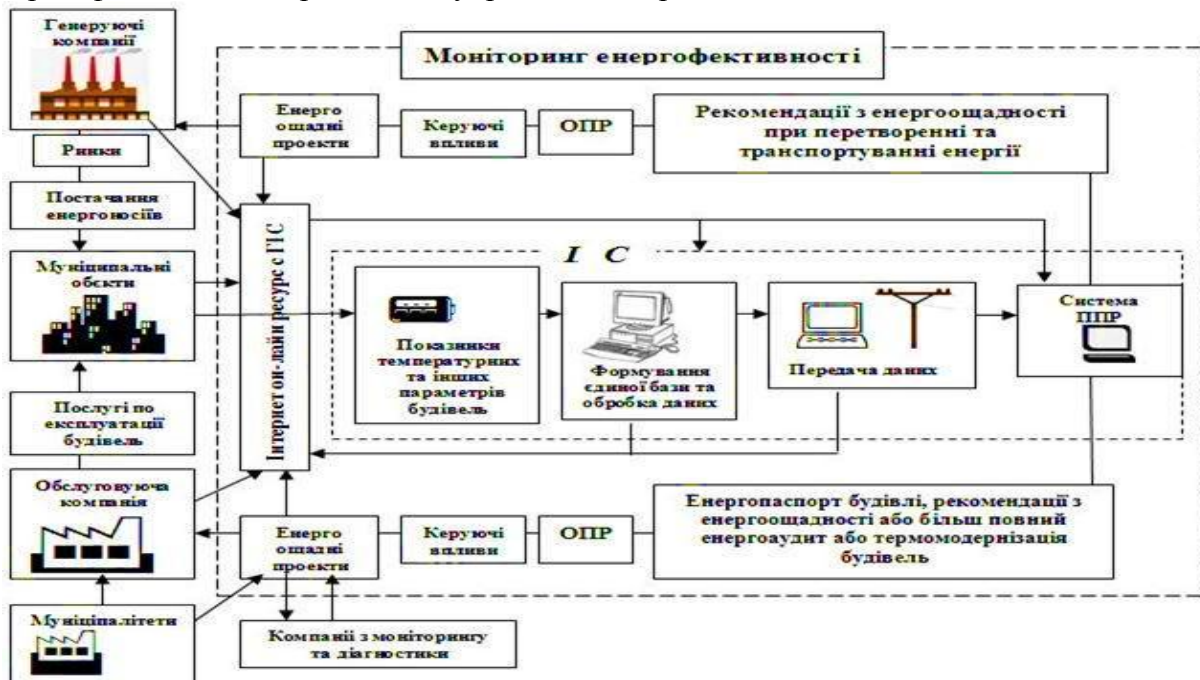 Генеруючі
компанії
Моніторинг енергофективності
Енерго
ощадні
проекти
Керуючі
впливи
ОПР
Рекомендації з енергоощадності
при перетворенні та
транспортуванні енергії
Ринки
Постачання
енергоносіїв
Муніципальні
обєкти
Інтернет он-лайн ресурс с ГІС
І С
Показники
температурних
та інших
параметрів
будівель
Формування
єдиної бази та
обробка даних
Передача даних
Система
ППР
Послугі по
експлуатації
будівель
Обслуговуюча
компанія
Енерго
ощадні
проекти
Керуючі
впливи
ОПР
Енергопаспорт будівлі, рекомендації з
енергоощадності або більш повний
енергоаудит або термомодернізація
будівель
Муніціпалітети
Компанії з моніторингу
та діагностики